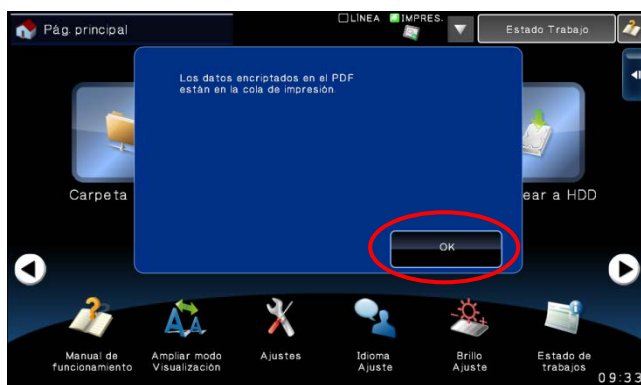 Pàg. principal
LÍNEA IMPRES.
Estado Trabajo
Los datos encriptados en el PDF
están en la cola de impresión.
Carpeta
ear a HDD
OK
Manual de
funcionamiento
Ampliar modo
Visualización
Ajustes
Idioma
Ajuste
Brillo
Ajuste
Estado de
trabajos
09:33